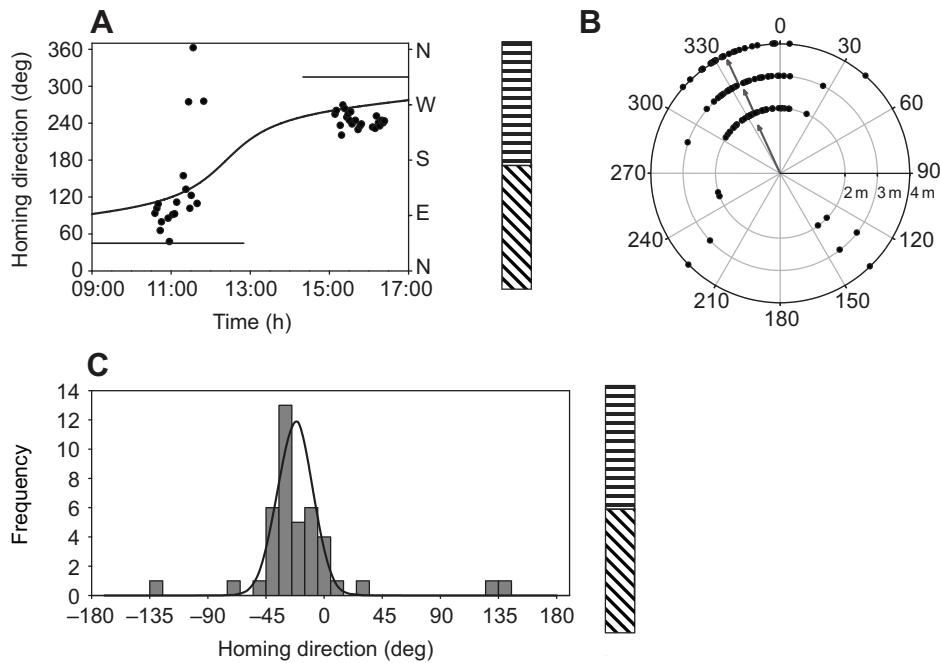 A
Homing direction (deg)
360
300
240
180
120
60
0
N
W
S
E
N
09:00 11:00 13:00 15:00 17:00
Time (h)
B
0
30
60
90
120
150
180
210
240
270
300
330
2 m 3 m 4 m
C
Frequency
14
12
10
8
6
4
2
0
–180 –135 –90 –45 0 45 90 135 180
Homing direction (deg)